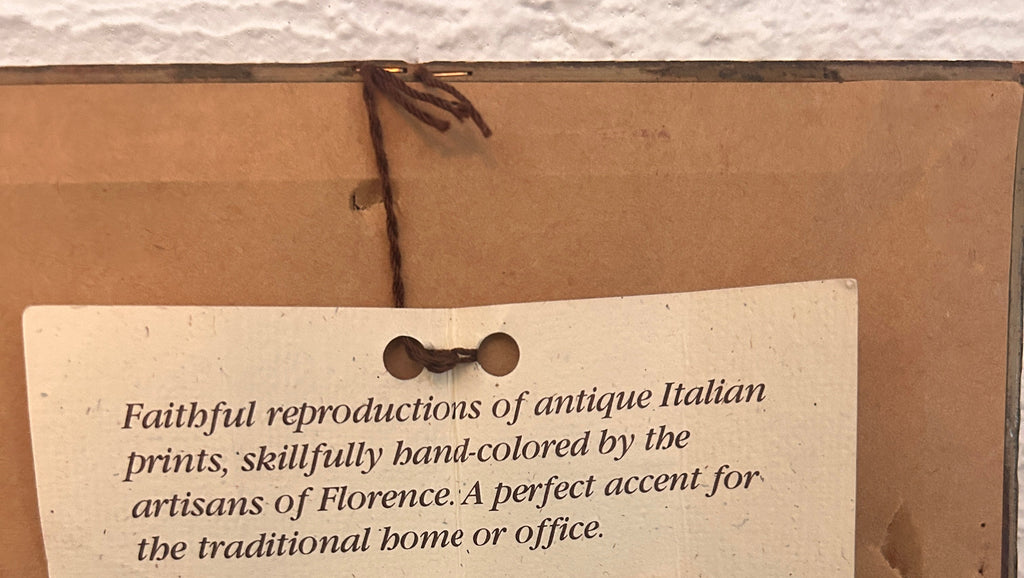 Faithful reproductions of antique Italian
prints, skillfully hand-colored by the
artisans of Florence. A perfect accent for
the traditional home or office.